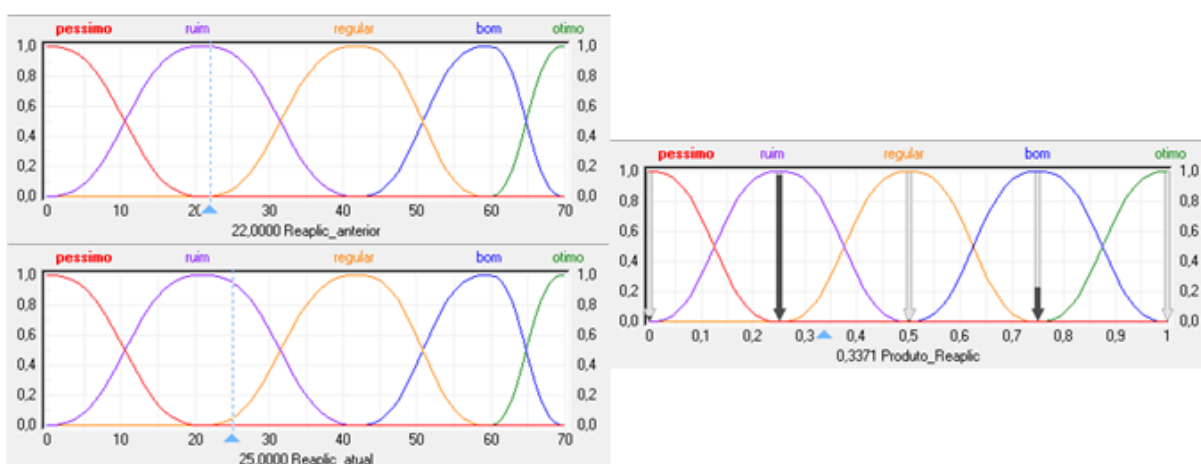 pessimo ruim regular bom otimo
1,0 1,0
0,8 0,8
0,6 0,6
0,4 0,4
0,2 0,2
0,0 0,0
0 10 20 30 40 50 60 70
22,0000 Reaplic_anterior
pessimo ruim regular bom otimo
1,0 1,0
0,8 0,8
0,6 0,6
0,4 0,4
0,2 0,2
0,0 0,0
0 10 20 30 40 50 60 70
25,0000 Reaplic_atual
pessimo ruim regular bom otimo
1,0 1,0
0,8 0,8
0,6 0,6
0,4 0,4
0,2 0,2
0,0 0,0
0 0,1 0,2 0,3 0,4 0,5 0,6 0,7 0,8 0,9 1
0,3371 Produto_Reaplic